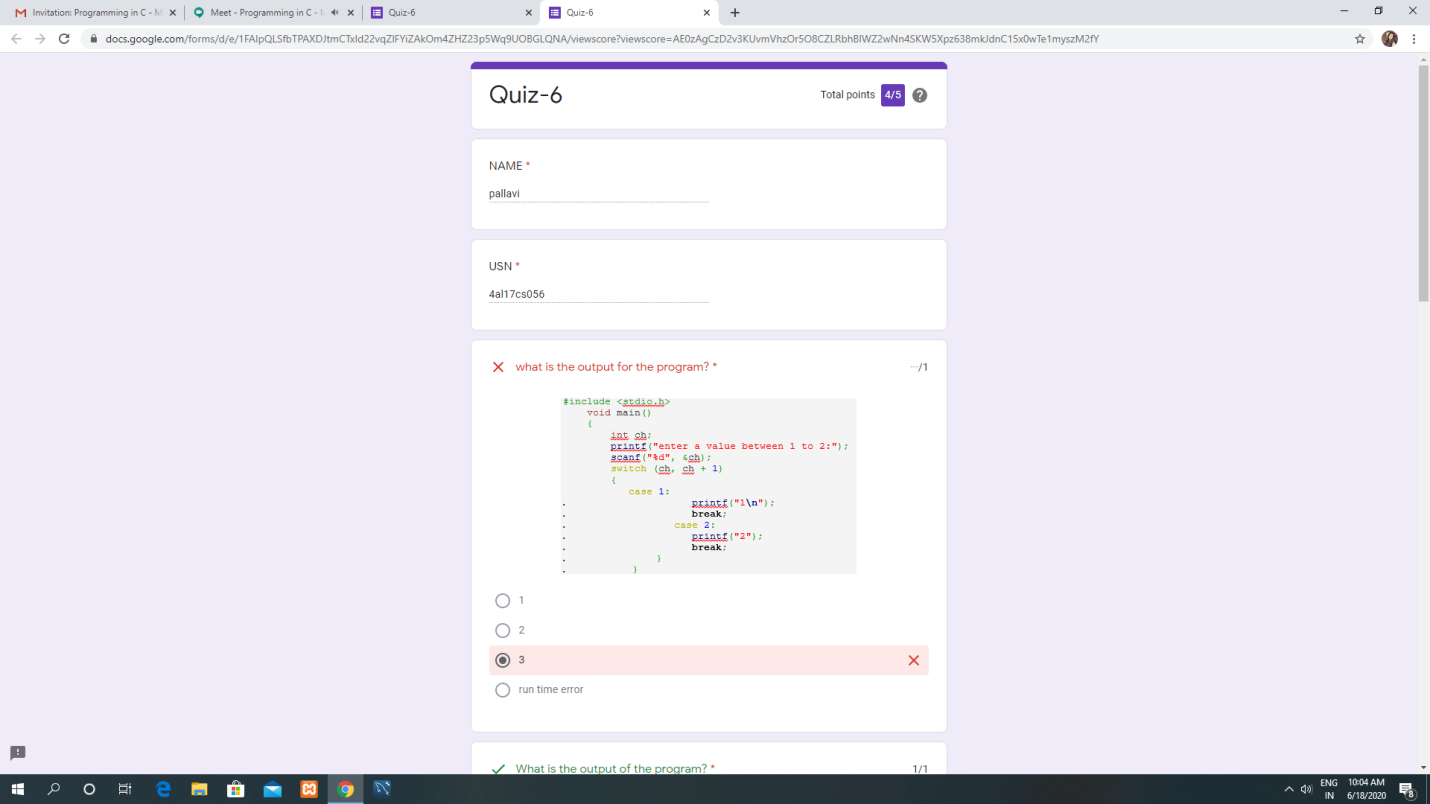 Invitation: Programming in C - M
Meet - Programming in C - M
Quiz-6
Quiz-6
docs.google.com/forms/d/e/1FAIpQLSfbTPAXDJtmCTxId22vqZIFYiZAkOm4ZHZ23p5Wq9UOBGLQNA/viewscore?viewscore=AE0zAgCzD2v3KUvmVhzOr5O8CZLRbhBIWZ2wNn4SKW5Xpz638mkJdnC15x0wTe1myszM2fY
Quiz-6
Total points 4/5
NAME *
pallavi
USN *
4al17cs056
what is the output for the program? * ···/1
#include <stdio.h>
void main()
{
int ch;
printf("enter a value between 1 to 2:");
scanf("%d", &ch);
switch (ch, ch + 1)
{
case 1:
. printf("1\n");
. break;
. case 2:
. printf("2");
. break;
. }
. }
1
2
3
run time error
What is the output of the program? * 1/1
ENG
IN
10:04 AM
6/18/2020
8